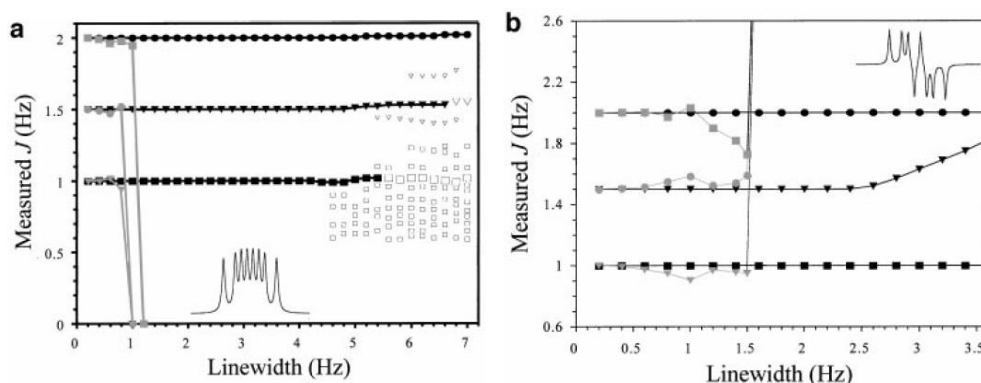 a
Measured J (Hz)
2
1.5
1
0.5
0
0 1 2 3 4 5 6 7
Linewidth (Hz)
b
Measured J (Hz)
2.6
2.2
1.8
1.4
1
0.6
0 0.5 1 1.5 2 2.5 3 3.5
Linewidth (Hz)